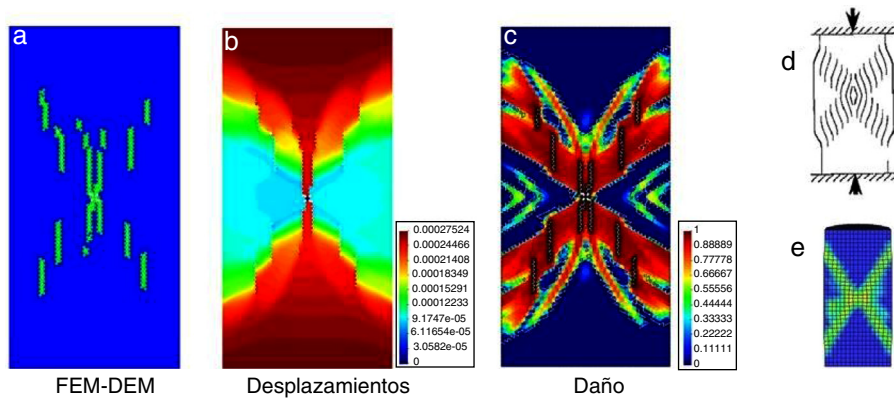 a
b
c
d
e
0.00027524
0.00024466
0.00021408
0.00018349
0.00015291
0.00012233
9.1747e-05
6.11654e-05
3.0582e-05
0
1
0.88889
0.77778
0.66667
0.55556
0.44444
0.33333
0.22222
0.11111
0
FEM-DEM
Desplazamientos
Daño